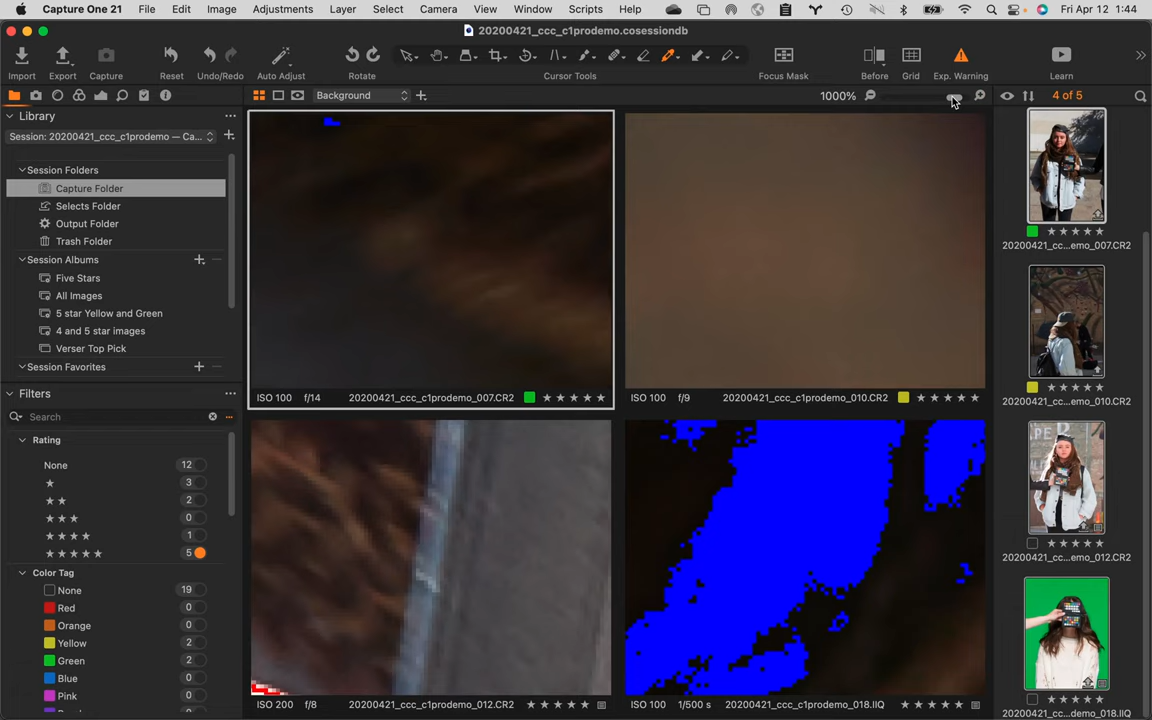 Capture One 21 File Edit Image Adjustments Layer Select Camera View Window Scripts Help Fri Apr 12 1:44
20200421_ccc_c1prodemo.cosessiondb
Import Export Capture Reset Undo/Redo Auto Adjust Rotate Cursor Tools Focus Mask Before Grid Exp. Warning Learn
Background 1000% 4 of 5
Library
Session: 20200421_ccc_c1prodemo — Ca...
Session Folders
Capture Folder
Selects Folder
Output Folder
Trash Folder
Session Albums
Five Stars
All Images
5 star Yellow and Green
4 and 5 star images
Verser Top Pick
Session Favorites
Filters
Search
Rating
None 12
★ 3
★★ 2
★★★ 0
★★★★ 1
★★★★★ 5
Color Tag
None 19
Red 0
Orange 0
Yellow 2
Green 2
Blue 0
Pink 0
ISO 100 f/14 20200421_ccc_c1prodemo_007.CR2
ISO 100 f/9 20200421_ccc_c1prodemo_010.CR2
ISO 200 f/8 20200421_ccc_c1prodemo_012.CR2
ISO 100 1/500 s 20200421_ccc_c1prodemo_018.IIQ
20200421_cc...emo_007.CR2
20200421_cc...emo_010.CR2
20200421_cc...emo_012.CR2
20200421_cc...demo_018.IIQ